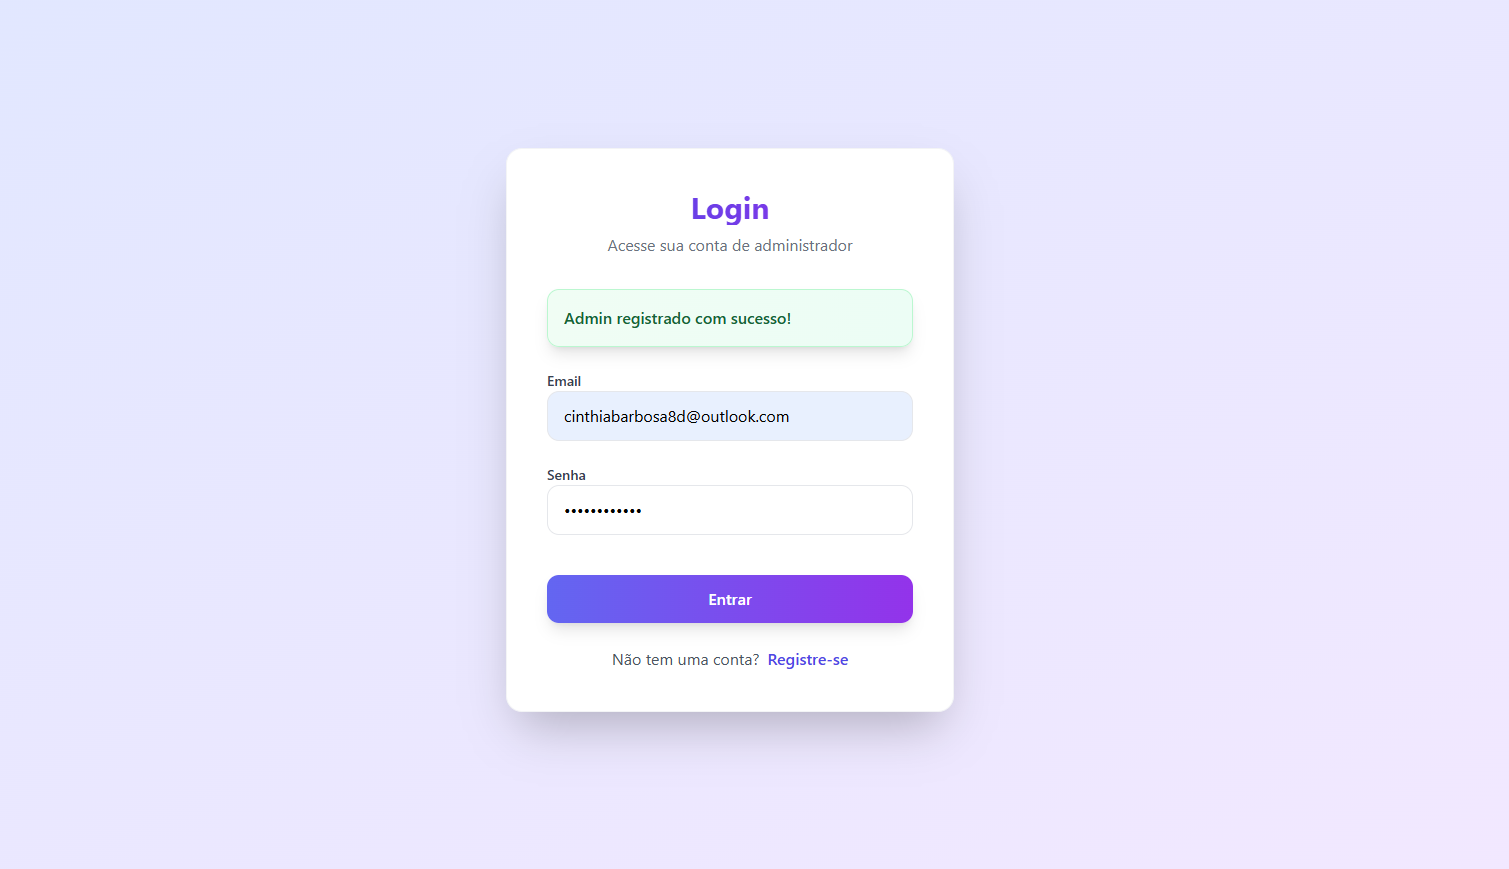 Login
Acesse sua conta de administrador
Admin registrado com sucesso!
Email
cinthiabarbosa8d@outlook.com
Senha
••••••••••••
Entrar
Não tem uma conta? Registre-se